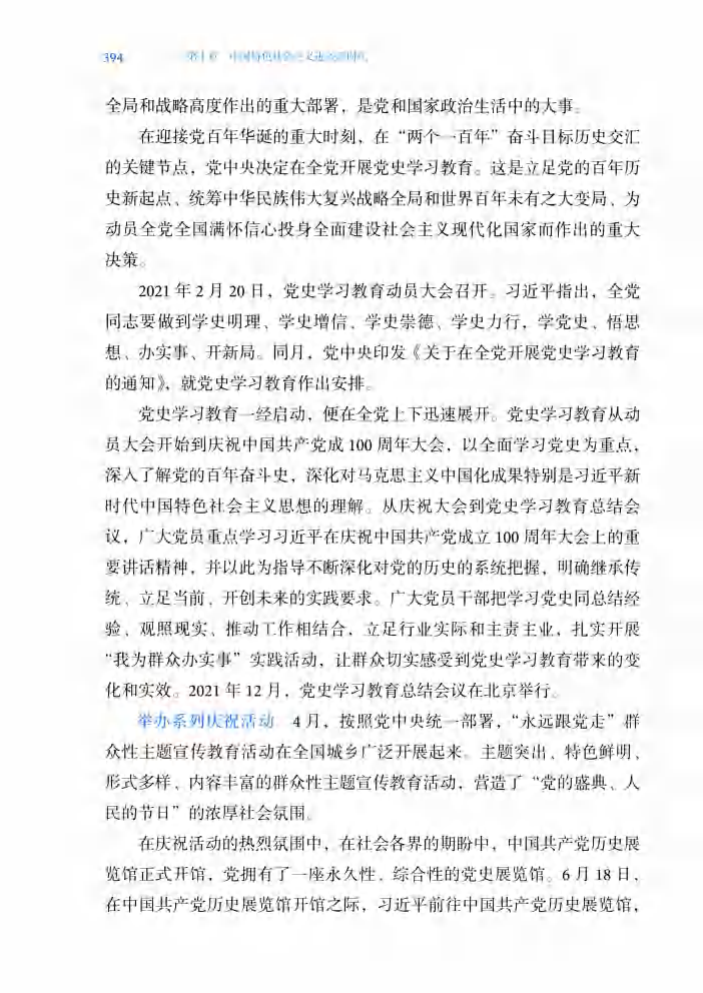 394 第十章 中国特色社会主义进入新时代
全局和战略高度作出的重大部署，是党和国家政治生活中的大事。
在迎接党百年华诞的重大时刻，在“两个一百年”奋斗目标历史交汇
的关键节点，党中央决定在全党开展党史学习教育。这是立足党的百年历
史新起点、统筹中华民族伟大复兴战略全局和世界百年未有之大变局、为
动员全党全国满怀信心投身全面建设社会主义现代化国家而作出的重大
决策。
2021 年 2 月 20 日，党史学习教育动员大会召开。习近平指出，全党
同志要做到学史明理、学史增信、学史崇德、学史力行，学党史、悟思
想、办实事、开新局。同月，党中央印发《关于在全党开展党史学习教育
的通知》，就党史学习教育作出安排。
党史学习教育一经启动，便在全党上下迅速展开。党史学习教育从动
员大会开始到庆祝中国共产党成 100 周年大会，以全面学习党史为重点，
深入了解党的百年奋斗史，深化对马克思主义中国化成果特别是习近平新
时代中国特色社会主义思想的理解。从庆祝大会到党史学习教育总结会
议，广大党员重点学习习近平在庆祝中国共产党成立 100 周年大会上的重
要讲话精神，并以此为指导不断深化对党的历史的系统把握，明确继承传
统、立足当前、开创未来的实践要求。广大党员干部把学习党史同总结经
验、观照现实、推动工作相结合，立足行业实际和主责主业，扎实开展
“我为群众办实事”实践活动，让群众切实感受到党史学习教育带来的变
化和实效。2021 年 12 月，党史学习教育总结会议在北京举行。
举办系列庆祝活动 4 月，按照党中央统一部署，“永远跟党走”群
众性主题宣传教育活动在全国城乡广泛开展起来。主题突出、特色鲜明、
形式多样、内容丰富的群众性主题宣传教育活动，营造了“党的盛典、人
民的节日”的浓厚社会氛围。
在庆祝活动的热烈氛围中，在社会各界的期盼中，中国共产党历史展
览馆正式开馆，党拥有了一座永久性、综合性的党史展览馆。6 月 18 日，
在中国共产党历史展览馆开馆之际，习近平前往中国共产党历史展览馆，